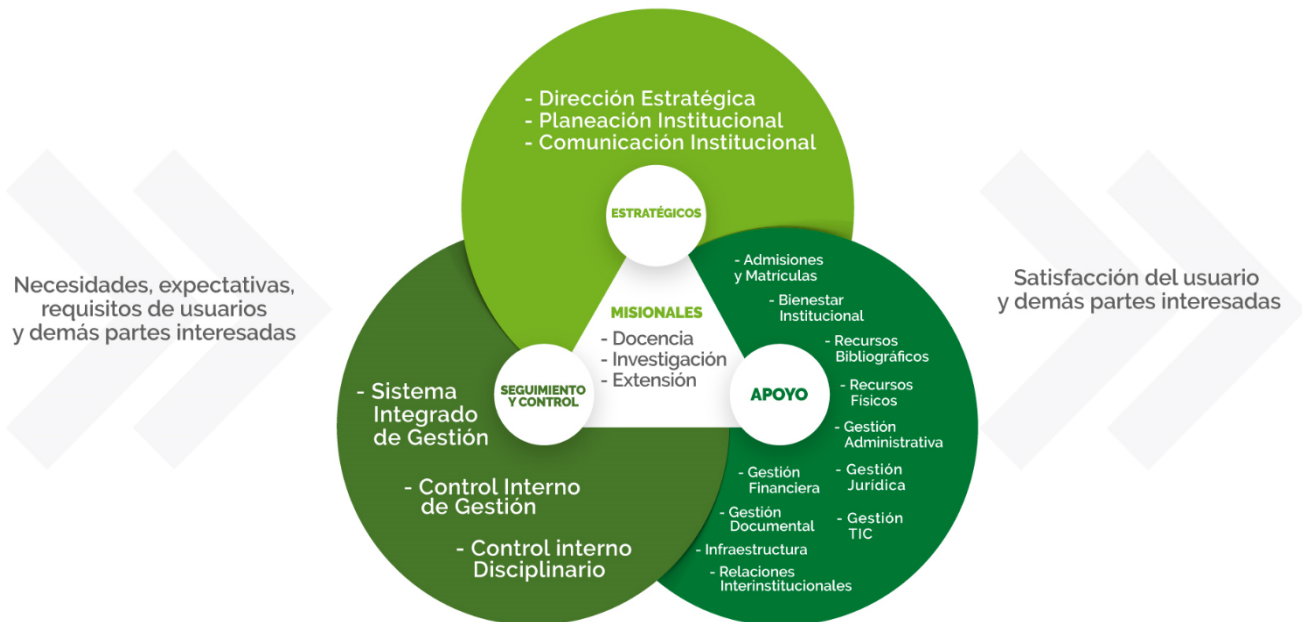 - Dirección Estratégica
- Planeación Institucional
- Comunicación Institucional
ESTRATÉGICOS
Necesidades, expectativas,
requisitos de usuarios
y demás partes interesadas
MISIONALES
- Docencia
- Investigación
- Extensión
SEGUIMIENTO
Y CONTROL
- Sistema
Integrado
de Gestión
- Control Interno
de Gestión
- Control interno
Disciplinario
APOYO
- Admisiones
y Matrículas
- Bienestar
Institucional
- Recursos
Bibliográficos
- Recursos
Físicos
- Gestión
Administrativa
- Gestión
Jurídica
- Gestión
TIC
- Gestión
Financiera
- Gestión
Documental
- Infraestructura
- Relaciones
Interinstitucionales
Satisfacción del usuario
y demás partes interesadas